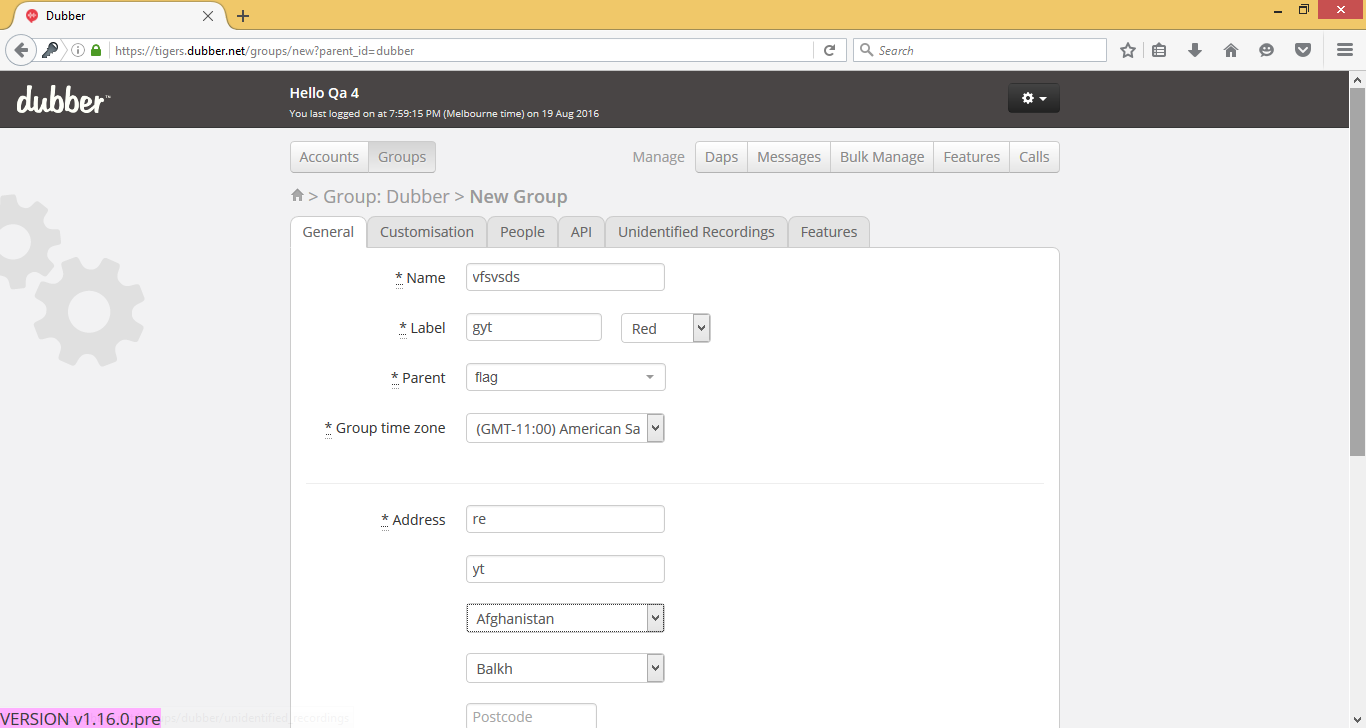 Dubber
https://tigers.dubber.net/groups/new?parent_id=dubber
Search
dubber™
Hello Qa 4
You last logged on at 7:59:15 PM (Melbourne time) on 19 Aug 2016
Accounts Groups Manage Daps Messages Bulk Manage Features Calls
> Group: Dubber > New Group
General Customisation People API Unidentified Recordings Features
* Name vfsvsds
* Label gyt Red
* Parent flag
* Group time zone (GMT-11:00) American Sa
* Address re
yt
Afghanistan
Balkh
Postcode
VERSION v1.16.0.pre /dubber/unidentified_recordings